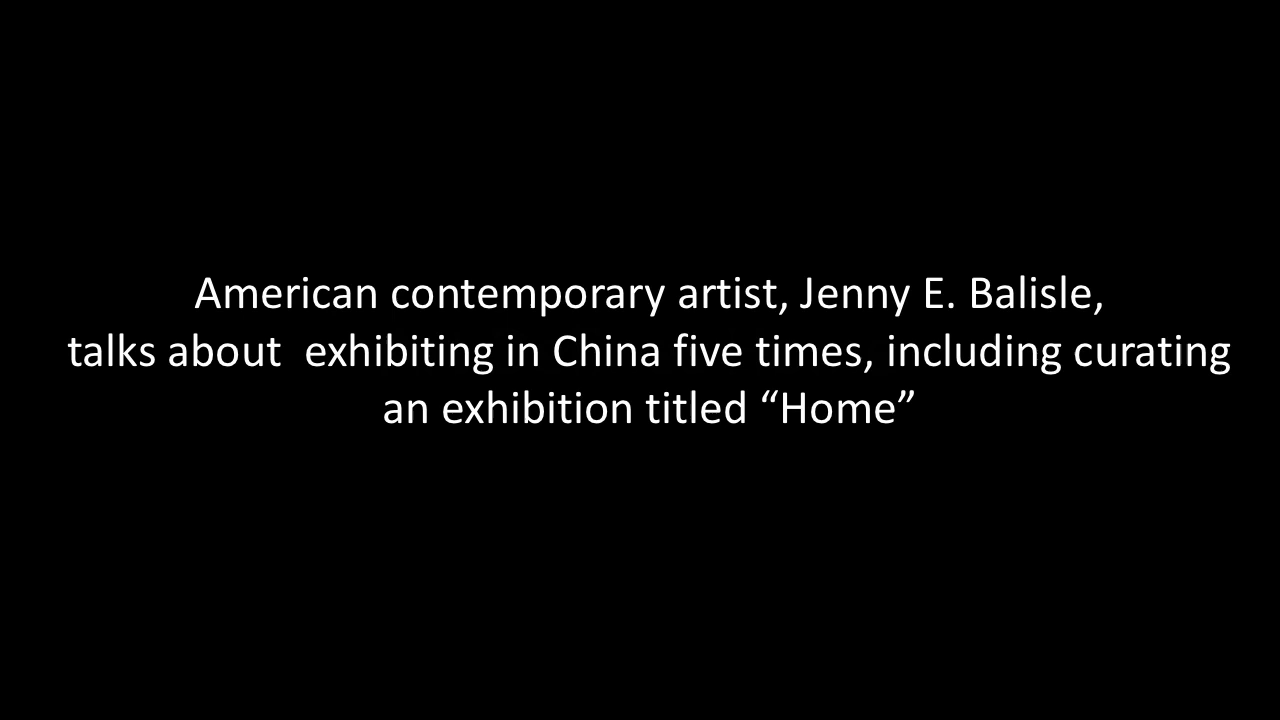 American contemporary artist, Jenny E. Balisle,
talks about  exhibiting in China five times, including curating
an exhibition titled “Home”